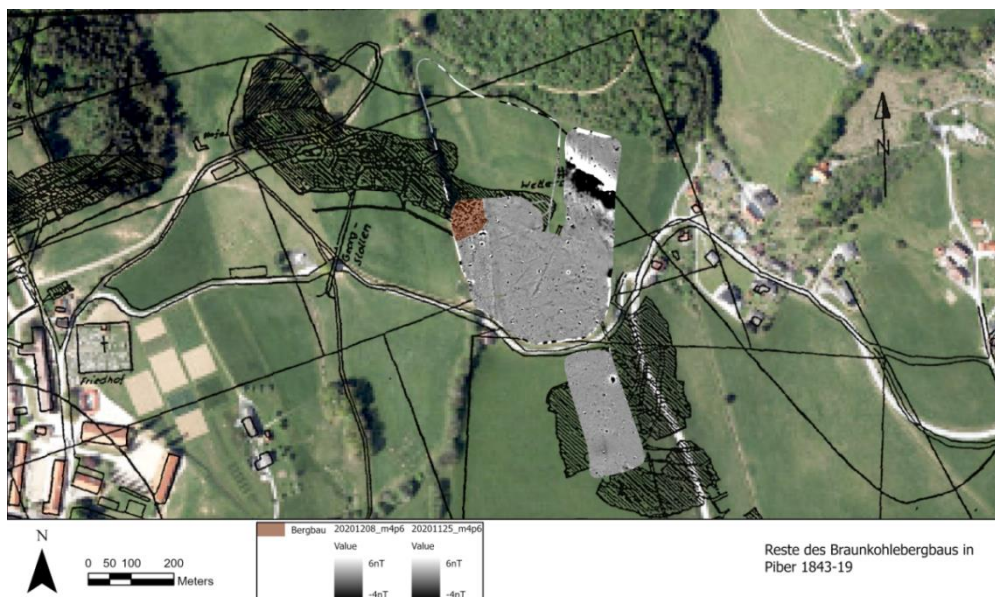 N
Georg-
stollen
Friedhof
N
0 50 100 200
Meters
Bergbau 20201208_m4p6 20201125_m4p6
Value Value
6nT 6nT
-4nT -4nT
Reste des Braunkohlebergbaus in
Piber 1843-19